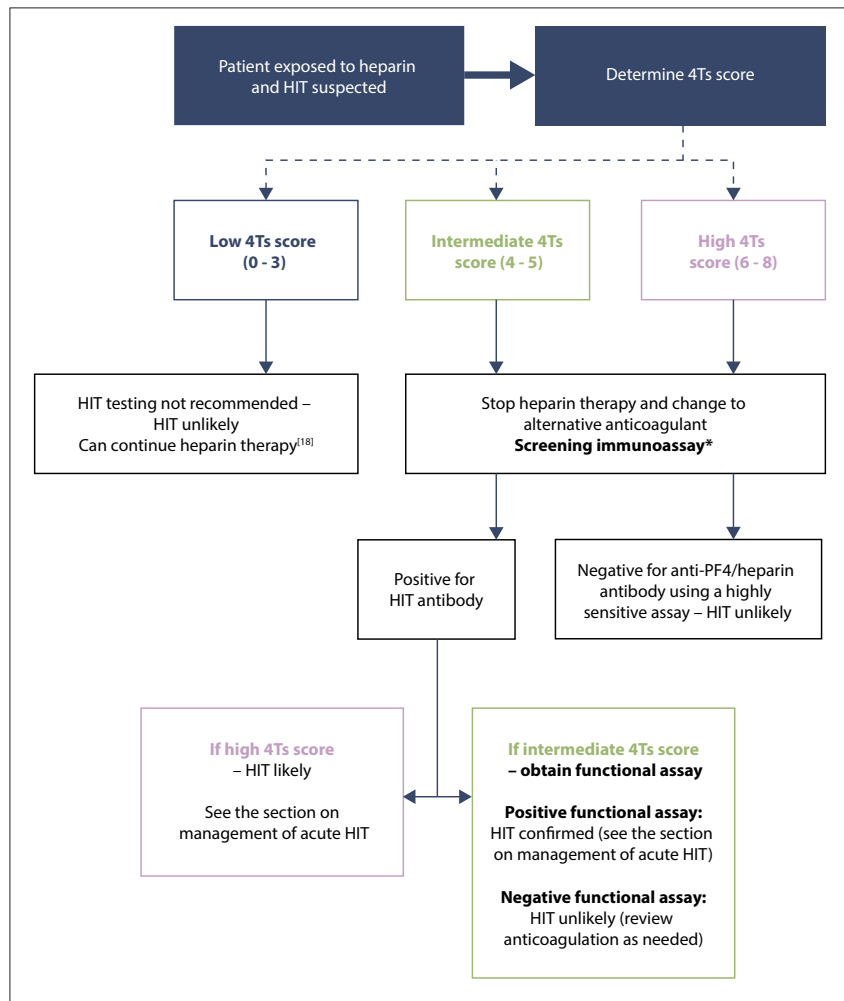 Patient exposed to heparin
and HIT suspected
Determine 4Ts score
Low 4Ts score
(0 - 3)
Intermediate 4Ts
score (4 - 5)
High 4Ts
score (6 - 8)
HIT testing not recommended –
HIT unlikely
Can continue heparin therapy[18]
Stop heparin therapy and change to
alternative anticoagulant
Screening immunoassay*
Positive for
HIT antibody
Negative for anti-PF4/heparin
antibody using a highly
sensitive assay – HIT unlikely
If high 4Ts score
– HIT likely
See the section on
management of acute HIT
If intermediate 4Ts score
– obtain functional assay
Positive functional assay:
HIT confirmed (see the section
on management of acute HIT)
Negative functional assay:
HIT unlikely (review
anticoagulation as needed)